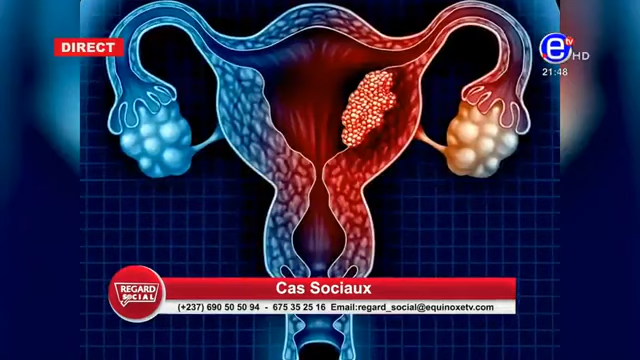 DIRECT
e tv HD
21:48
Cas Sociaux
REGARD
SOCIAL
(+237) 690 50 50 94 - 675 35 25 16 Email:regard_social@equinoxetv.com